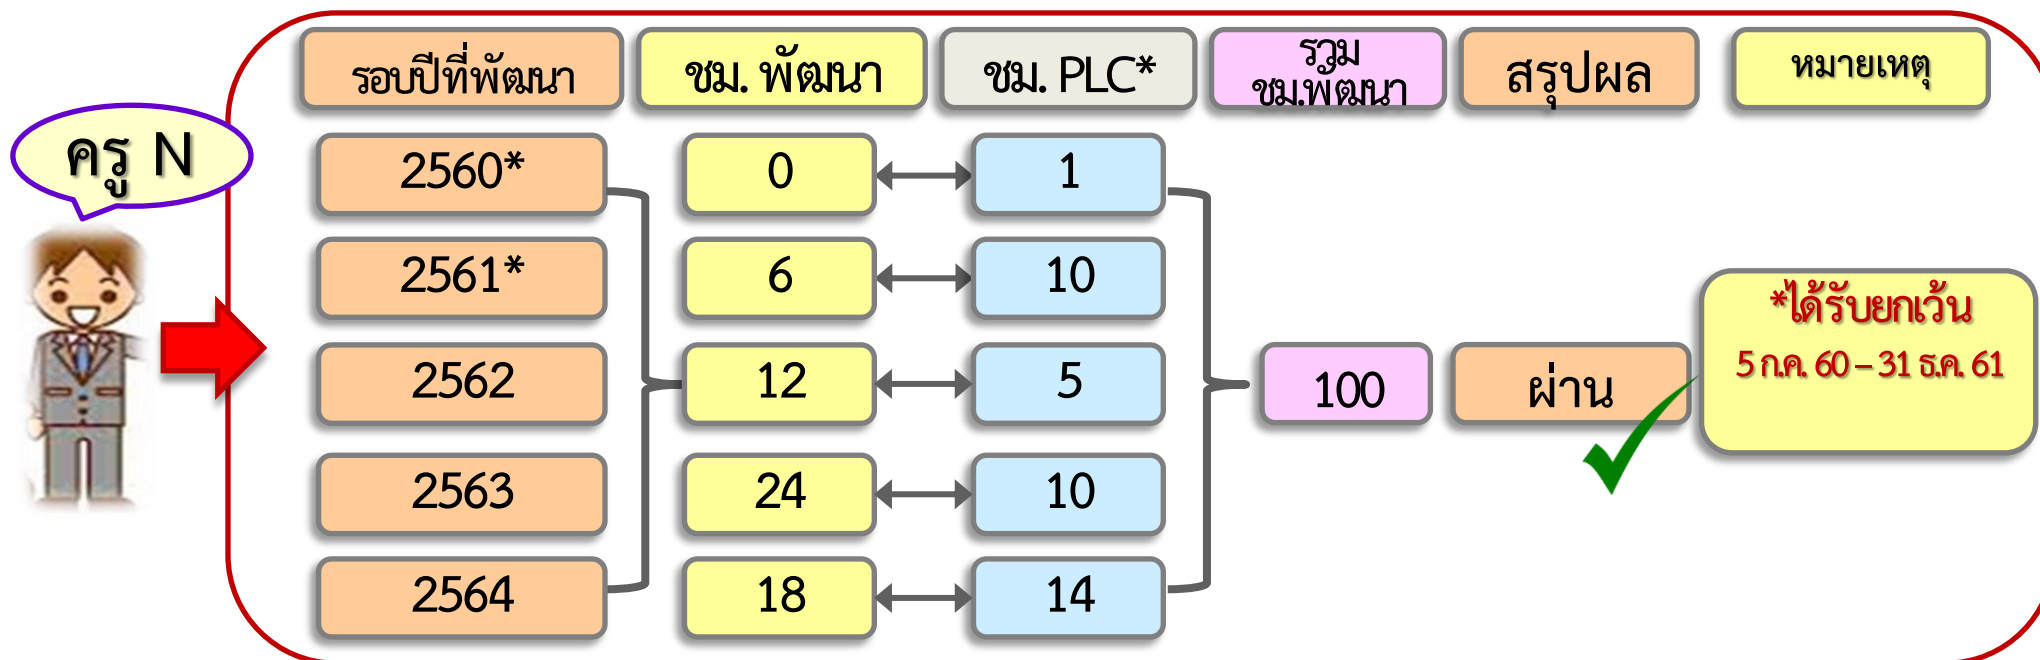 ครู N
รอบปีที่พัฒนา ชม. พัฒนา ชม. PLC* รวม ชม.พัฒนา สรุปผล หมายเหตุ
2560* 0 1
2561* 6 10
2562 12 5
2563 24 10
2564 18 14
100 ผ่าน
*ได้รับยกเว้น
5 ก.ค. 60 – 31 ธ.ค. 61